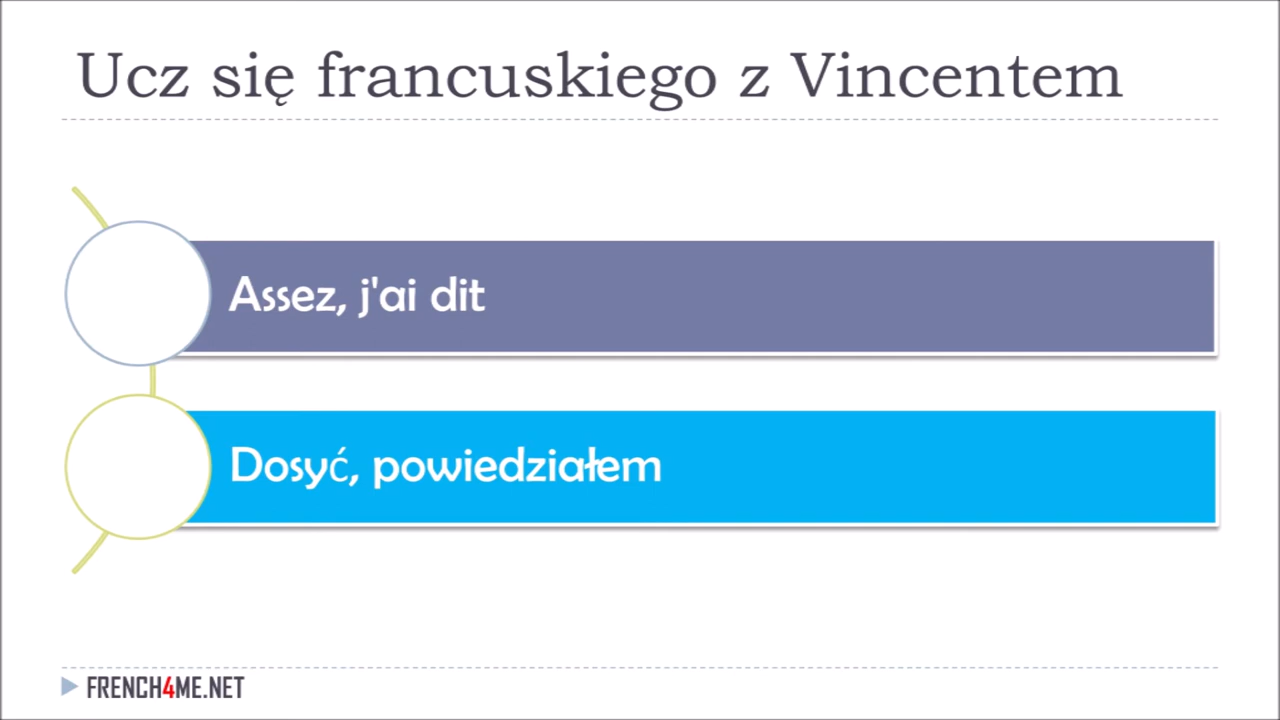 Ucz się francuskiego z Vincentem
Assez, j'ai dit
Dosyć, powiedziałem
FRENCH4ME.NET